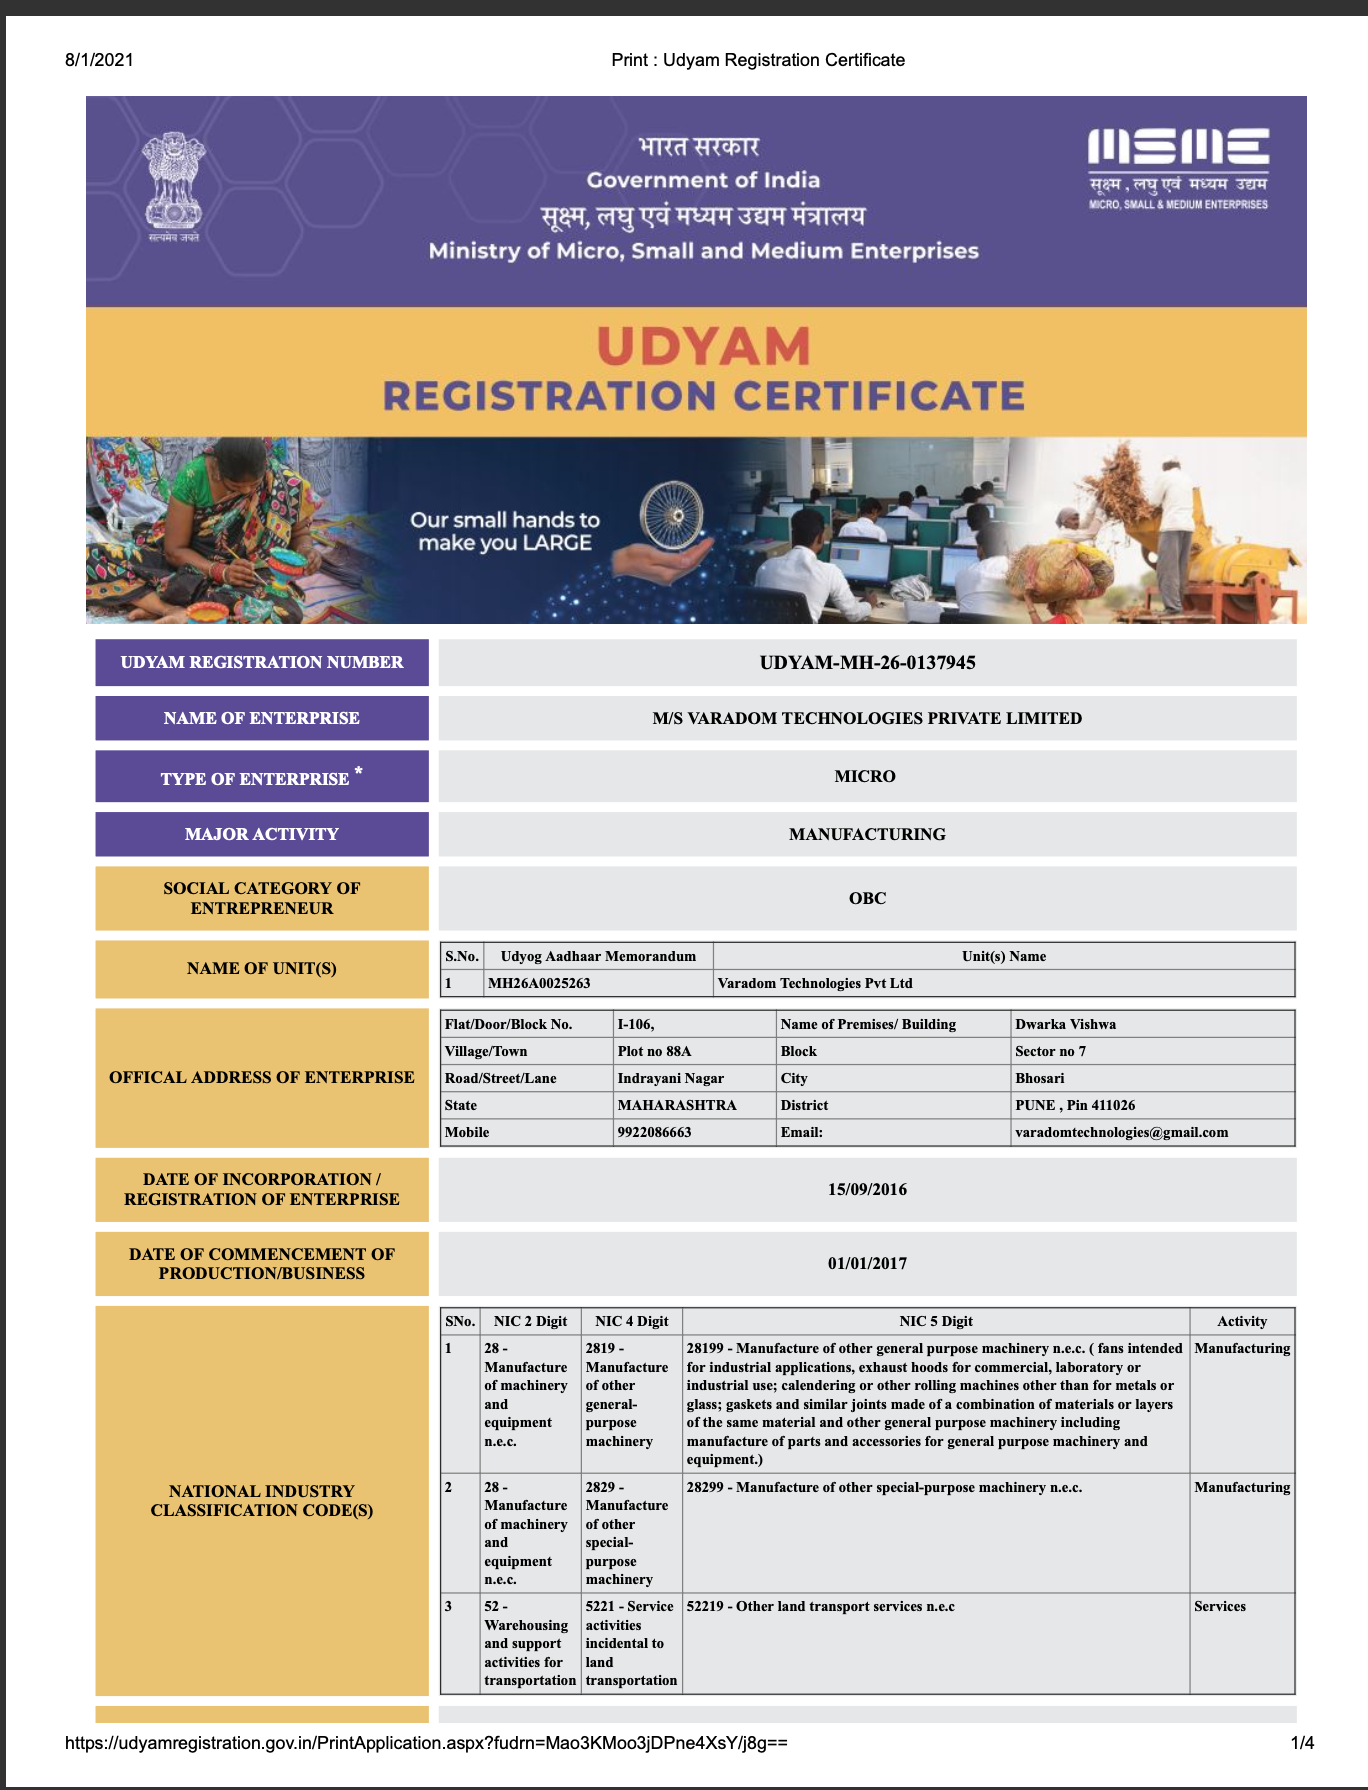 8/1/2021
Print : Udyam Registration Certificate
भारत सरकार
Government of India
सूक्ष्म, लघु एवं मध्यम उद्यम मंत्रालय
Ministry of Micro, Small and Medium Enterprises
सत्यमेव जयते
MSME
सूक्ष्म , लघु एवं मध्यम उद्यम
MICRO, SMALL & MEDIUM ENTERPRISES
UDYAM
REGISTRATION CERTIFICATE
Our small hands to
make you LARGE
UDYAM REGISTRATION NUMBER
UDYAM-MH-26-0137945
NAME OF ENTERPRISE
M/S VARADOM TECHNOLOGIES PRIVATE LIMITED
TYPE OF ENTERPRISE *
MICRO
MAJOR ACTIVITY
MANUFACTURING
SOCIAL CATEGORY OF
ENTREPRENEUR
OBC
NAME OF UNIT(S)
S.No. Udyog Aadhaar Memorandum Unit(s) Name
1 MH26A0025263 Varadom Technologies Pvt Ltd
OFFICAL ADDRESS OF ENTERPRISE
Flat/Door/Block No. I-106, Name of Premises/ Building Dwarka Vishwa
Village/Town Plot no 88A Block Sector no 7
Road/Street/Lane Indrayani Nagar City Bhosari
State MAHARASHTRA District PUNE , Pin 411026
Mobile 9922086663 Email: varadomtechnologies@gmail.com
DATE OF INCORPORATION /
REGISTRATION OF ENTERPRISE
15/09/2016
DATE OF COMMENCEMENT OF
PRODUCTION/BUSINESS
01/01/2017
NATIONAL INDUSTRY
CLASSIFICATION CODE(S)
SNo. NIC 2 Digit NIC 4 Digit NIC 5 Digit Activity
1
28 -
Manufacture
of machinery
and
equipment
n.e.c.
2819 -
Manufacture
of other
general-
purpose
machinery
28199 - Manufacture of other general purpose machinery n.e.c. ( fans intended
for industrial applications, exhaust hoods for commercial, laboratory or
industrial use; calendering or other rolling machines other than for metals or
glass; gaskets and similar joints made of a combination of materials or layers
of the same material and other general purpose machinery including
manufacture of parts and accessories for general purpose machinery and
equipment.)
Manufacturing
2
28 -
Manufacture
of machinery
and
equipment
n.e.c.
2829 -
Manufacture
of other
special-
purpose
machinery
28299 - Manufacture of other special-purpose machinery n.e.c.
Manufacturing
3
52 -
Warehousing
and support
activities for
transportation
5221 - Service
activities
incidental to
land
transportation
52219 - Other land transport services n.e.c
Services
https://udyamregistration.gov.in/PrintApplication.aspx?fudrn=Mao3KMoo3jDPne4XsY/j8g==
1/4